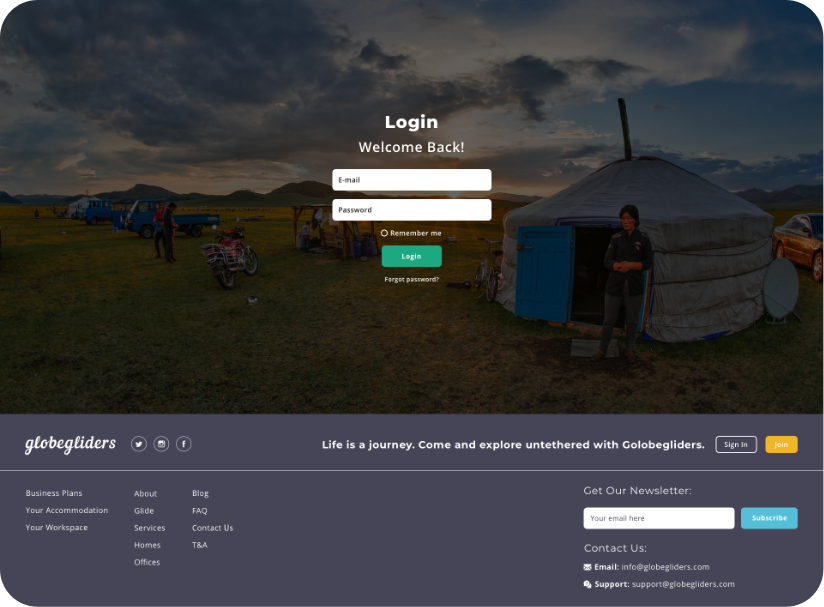 Login
Welcome Back!
E-mail
Password
Remember me
Login
Forgot password?
globegliders
Life is a journey. Come and explore untethered with Golobegliders.
Sign In
Join
Business Plans
Your Accommodation
Your Workspace
About
Glide
Services
Homes
Offices
Blog
FAQ
Contact Us
T&A
Get Our Newsletter:
Your email here
Subscribe
Contact Us:
Email: info@globegliders.com
Support: support@globegliders.com